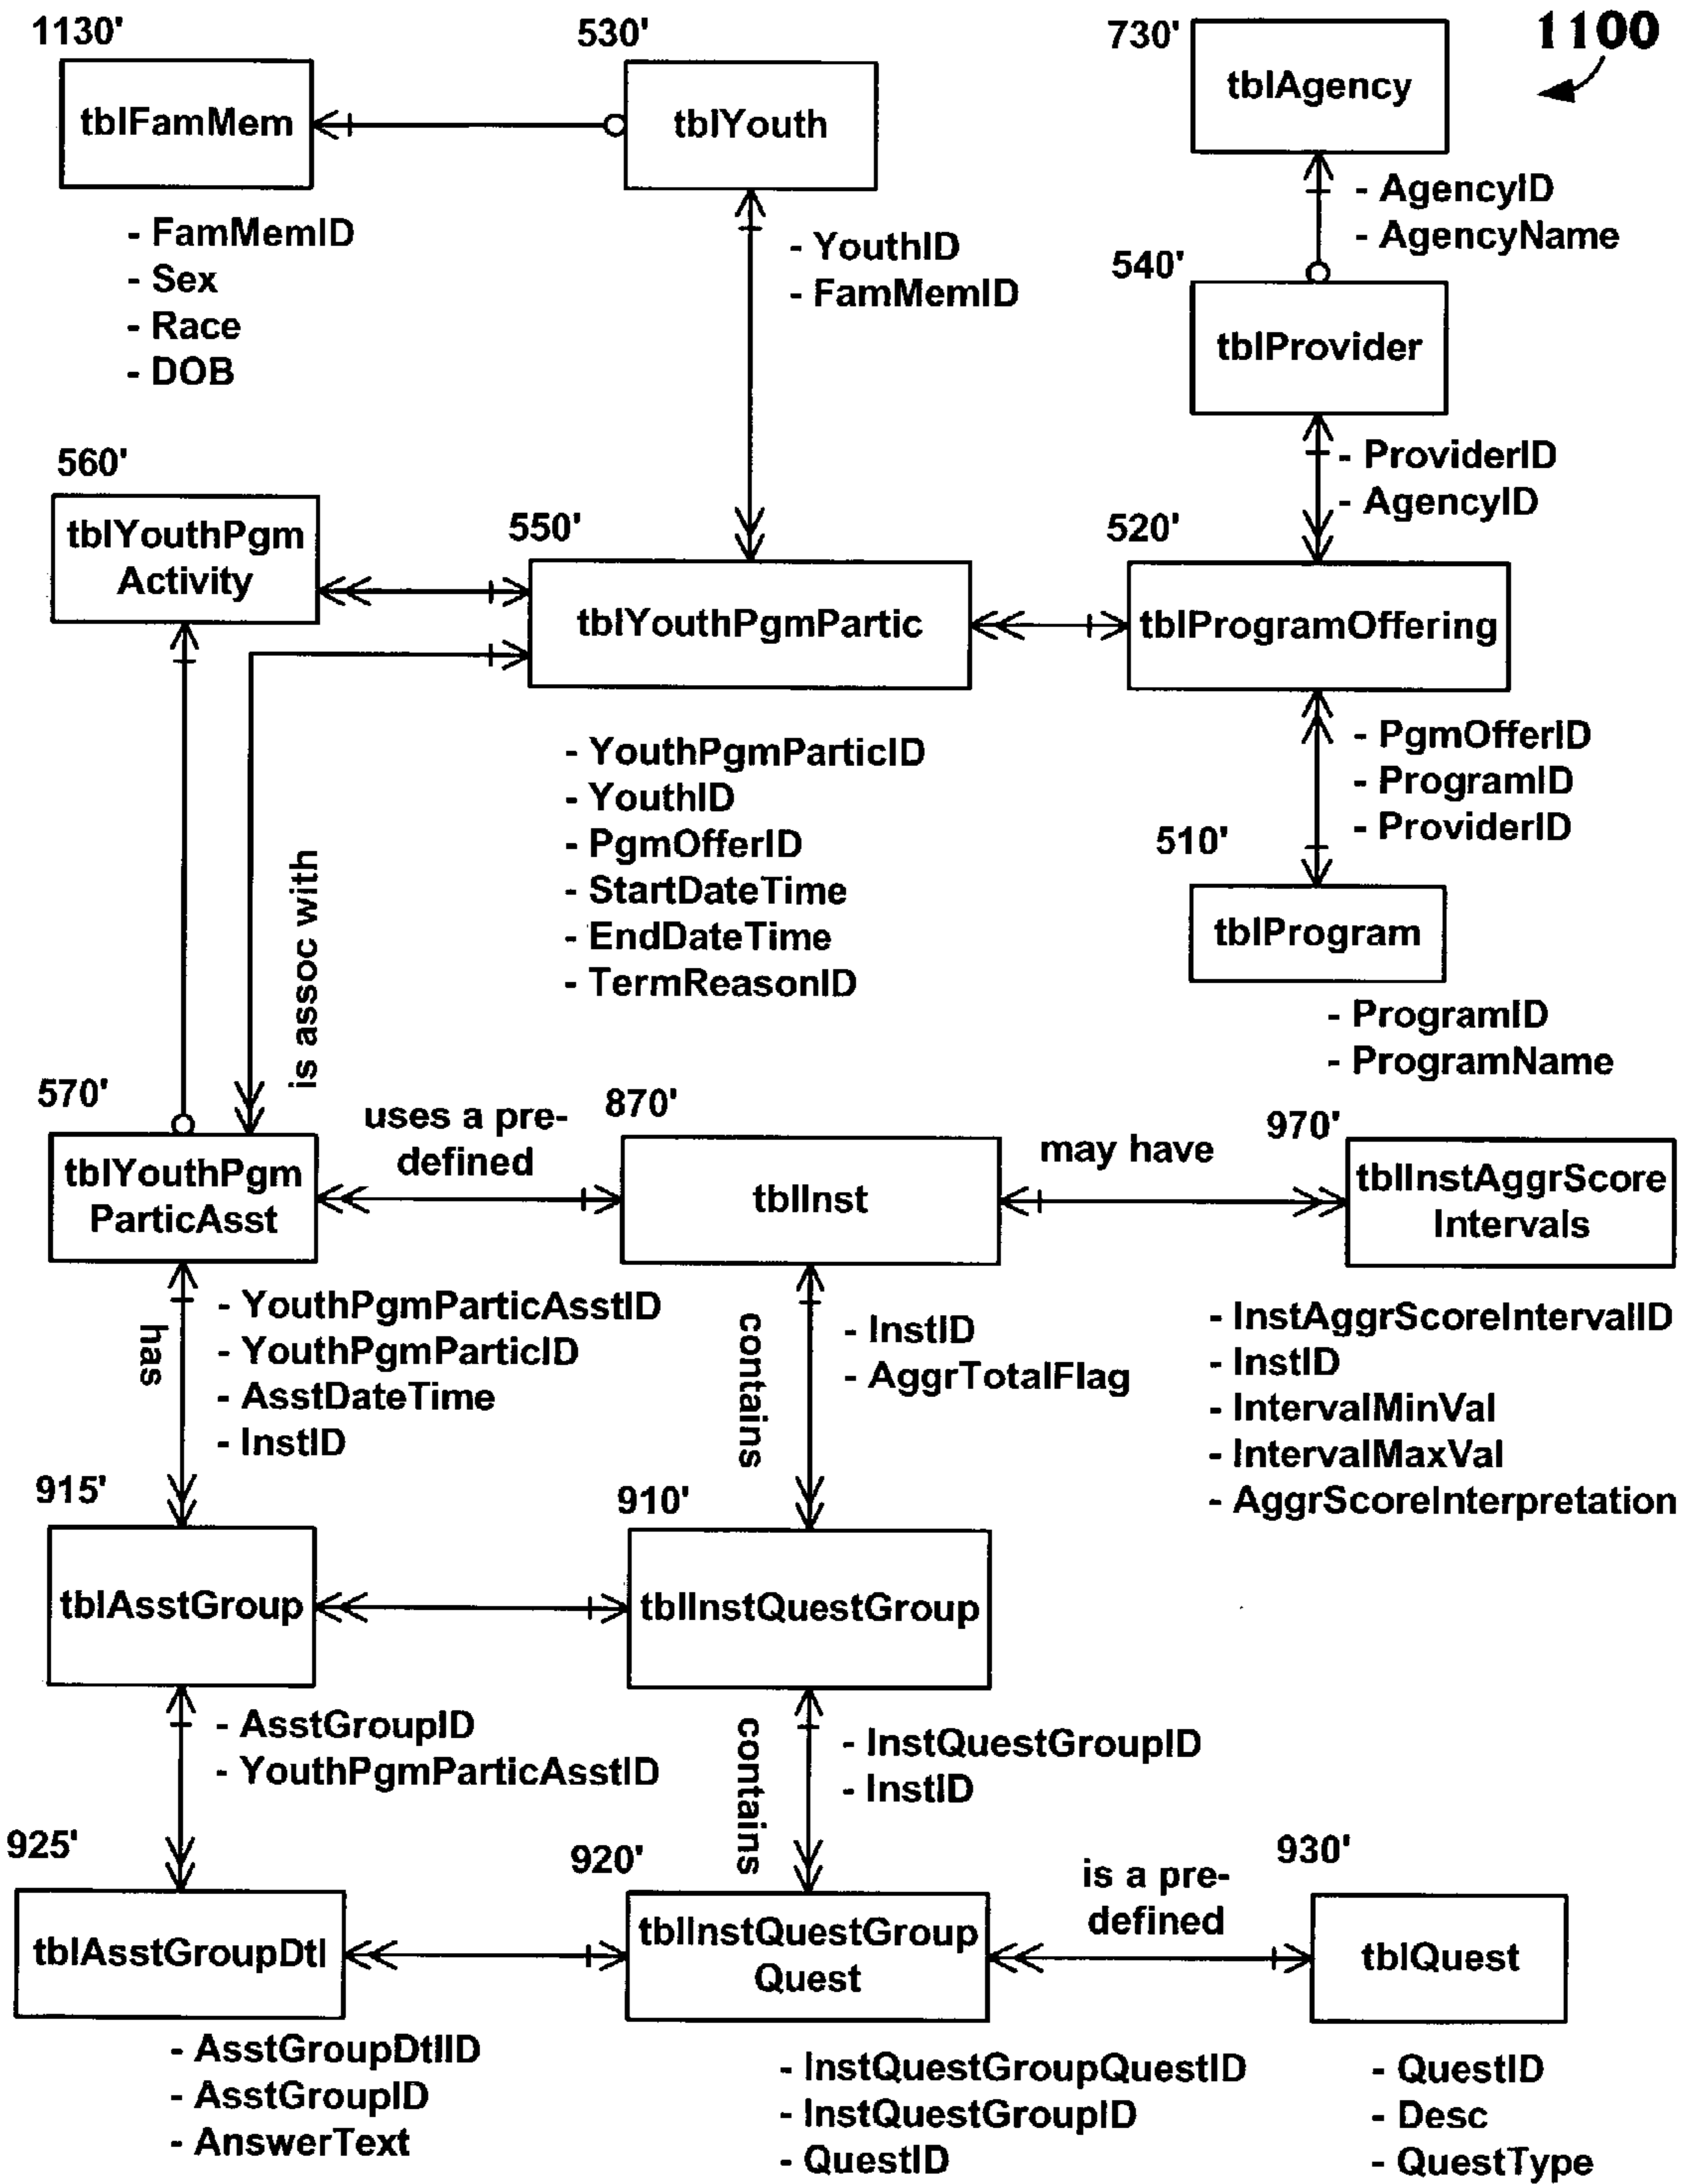 1130'
530'
730'
1100
tblFamMem
tblYouth
tblAgency
- FamMemID
- Sex
- Race
- DOB
- YouthID
- FamMemID
- AgencyID
- AgencyName
540'
tblProvider
- ProviderID
- AgencyID
560'
tblYouthPgm
Activity
550'
tblYouthPgmPartic
520'
tblProgramOffering
- YouthPgmParticID
- YouthID
- PgmOfferID
- StartDateTime
- EndDateTime
- TermReasonID
- PgmOfferID
- ProgramID
- ProviderID
510'
tblProgram
- ProgramID
- ProgramName
is assoc with
570'
tblYouthPgm
ParticAsst
uses a pre-
defined
870'
tblInst
may have
970'
tblInstAggrScore
Intervals
has
- YouthPgmParticAsstID
- YouthPgmParticID
- AsstDateTime
- InstID
contains
- InstID
- AggrTotalFlag
- InstAggrScoreIntervalID
- InstID
- IntervalMinVal
- IntervalMaxVal
- AggrScoreInterpretation
915'
tblAsstGroup
910'
tblInstQuestGroup
- AsstGroupID
- YouthPgmParticAsstID
contains
- InstQuestGroupID
- InstID
925'
tblAsstGroupDtl
920'
tblInstQuestGroup
Quest
is a pre-
defined
930'
tblQuest
- AsstGroupDtlID
- AsstGroupID
- AnswerText
- InstQuestGroupQuestID
- InstQuestGroupID
- QuestID
- QuestID
- Desc
- QuestType